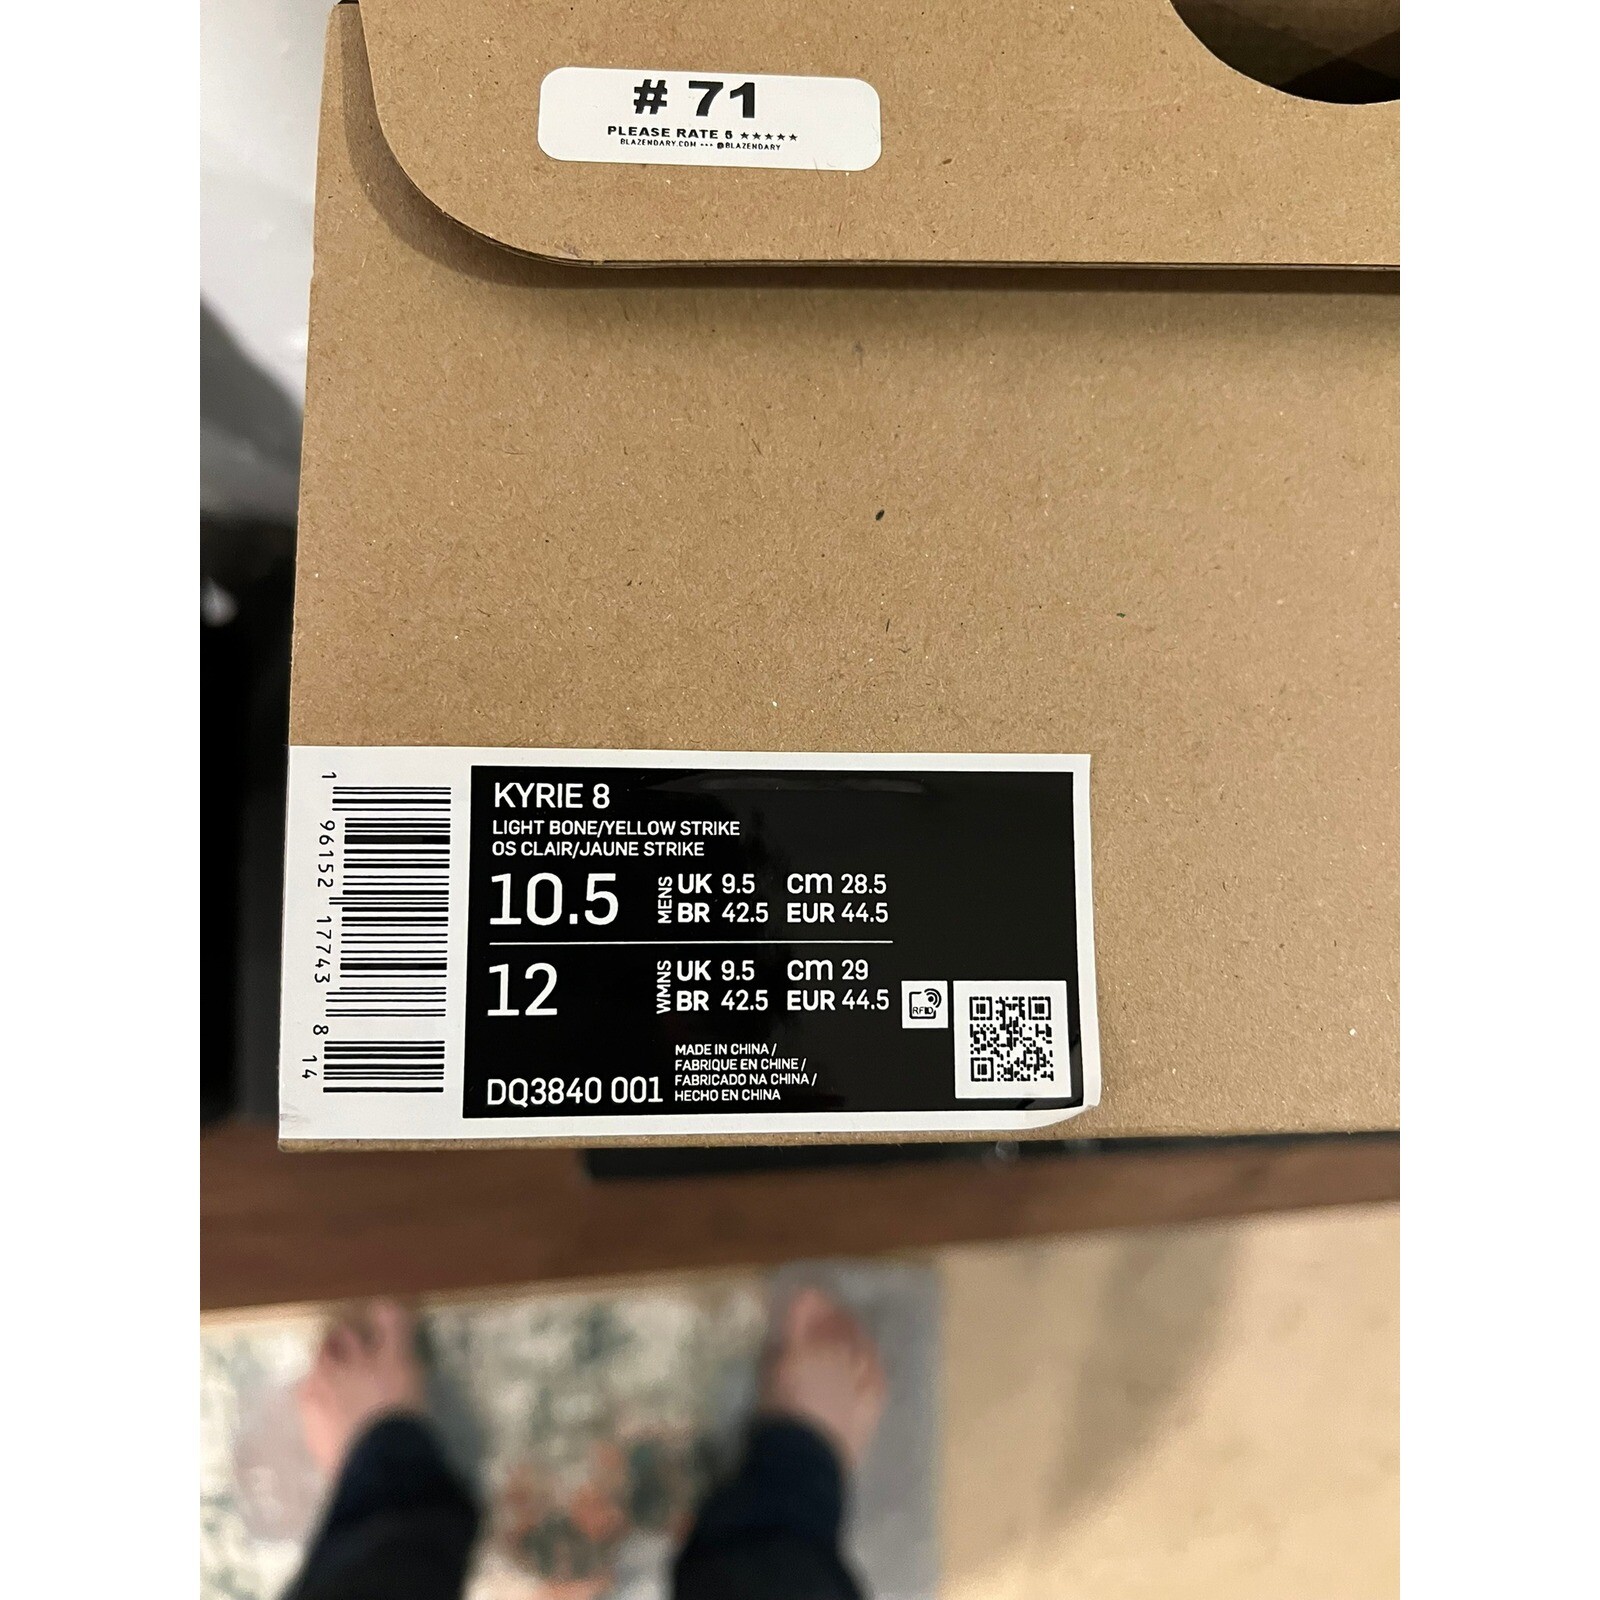 # 71
PLEASE RATE 5 ★★★★★
BLAZENDARY.COM --- @BLAZENDARY
KYRIE 8
LIGHT BONE/YELLOW STRIKE
OS CLAIR/JAUNE STRIKE
10.5 MENS UK 9.5 cm 28.5
BR 42.5 EUR 44.5
12 WMNS UK 9.5 cm 29
BR 42.5 EUR 44.5
RFID
MADE IN CHINA /
FABRIQUE EN CHINE /
FABRICADO NA CHINA /
HECHO EN CHINA
DQ3840 001
1 96152 17743 8 14